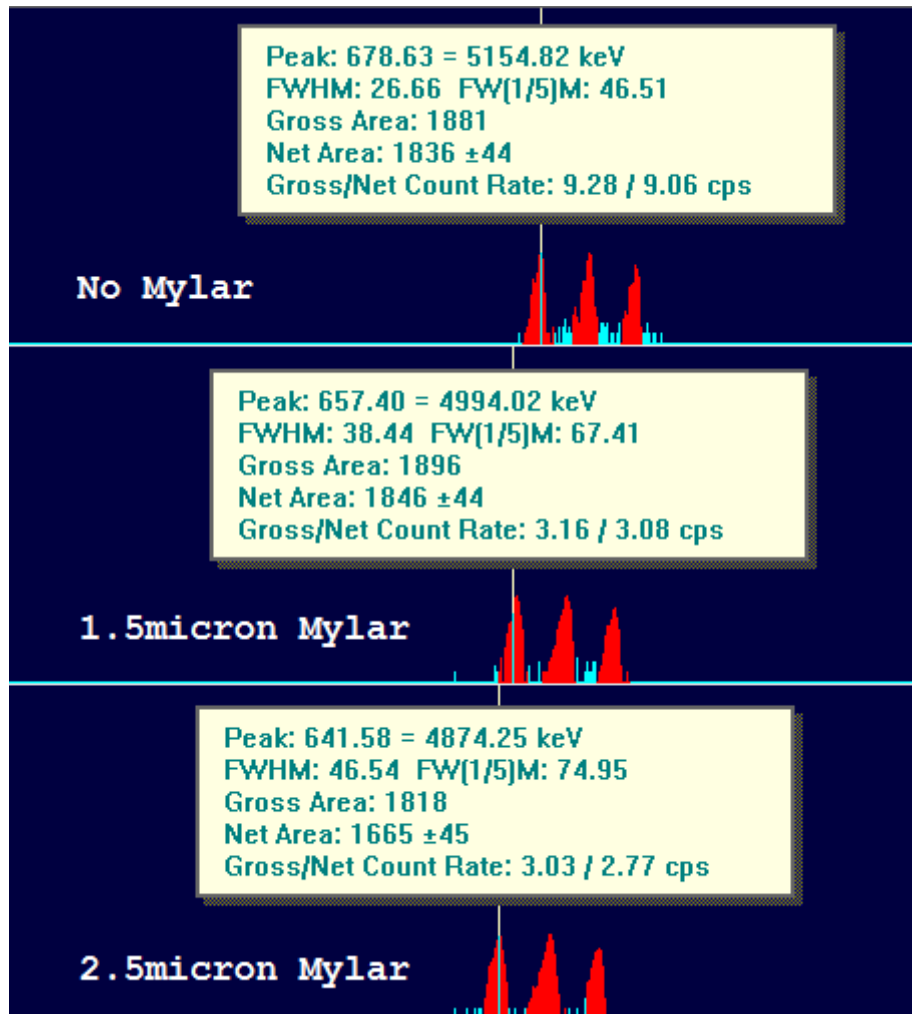 Peak: 678.63 = 5154.82 keV
FWHM: 26.66 FW(1/5)M: 46.51
Gross Area: 1881
Net Area: 1836 ±44
Gross/Net Count Rate: 9.28 / 9.06 cps
No Mylar
Peak: 657.40 = 4994.02 keV
FWHM: 38.44 FW(1/5)M: 67.41
Gross Area: 1896
Net Area: 1846 ±44
Gross/Net Count Rate: 3.16 / 3.08 cps
1.5micron Mylar
Peak: 641.58 = 4874.25 keV
FWHM: 46.54 FW(1/5)M: 74.95
Gross Area: 1818
Net Area: 1665 ±45
Gross/Net Count Rate: 3.03 / 2.77 cps
2.5micron Mylar